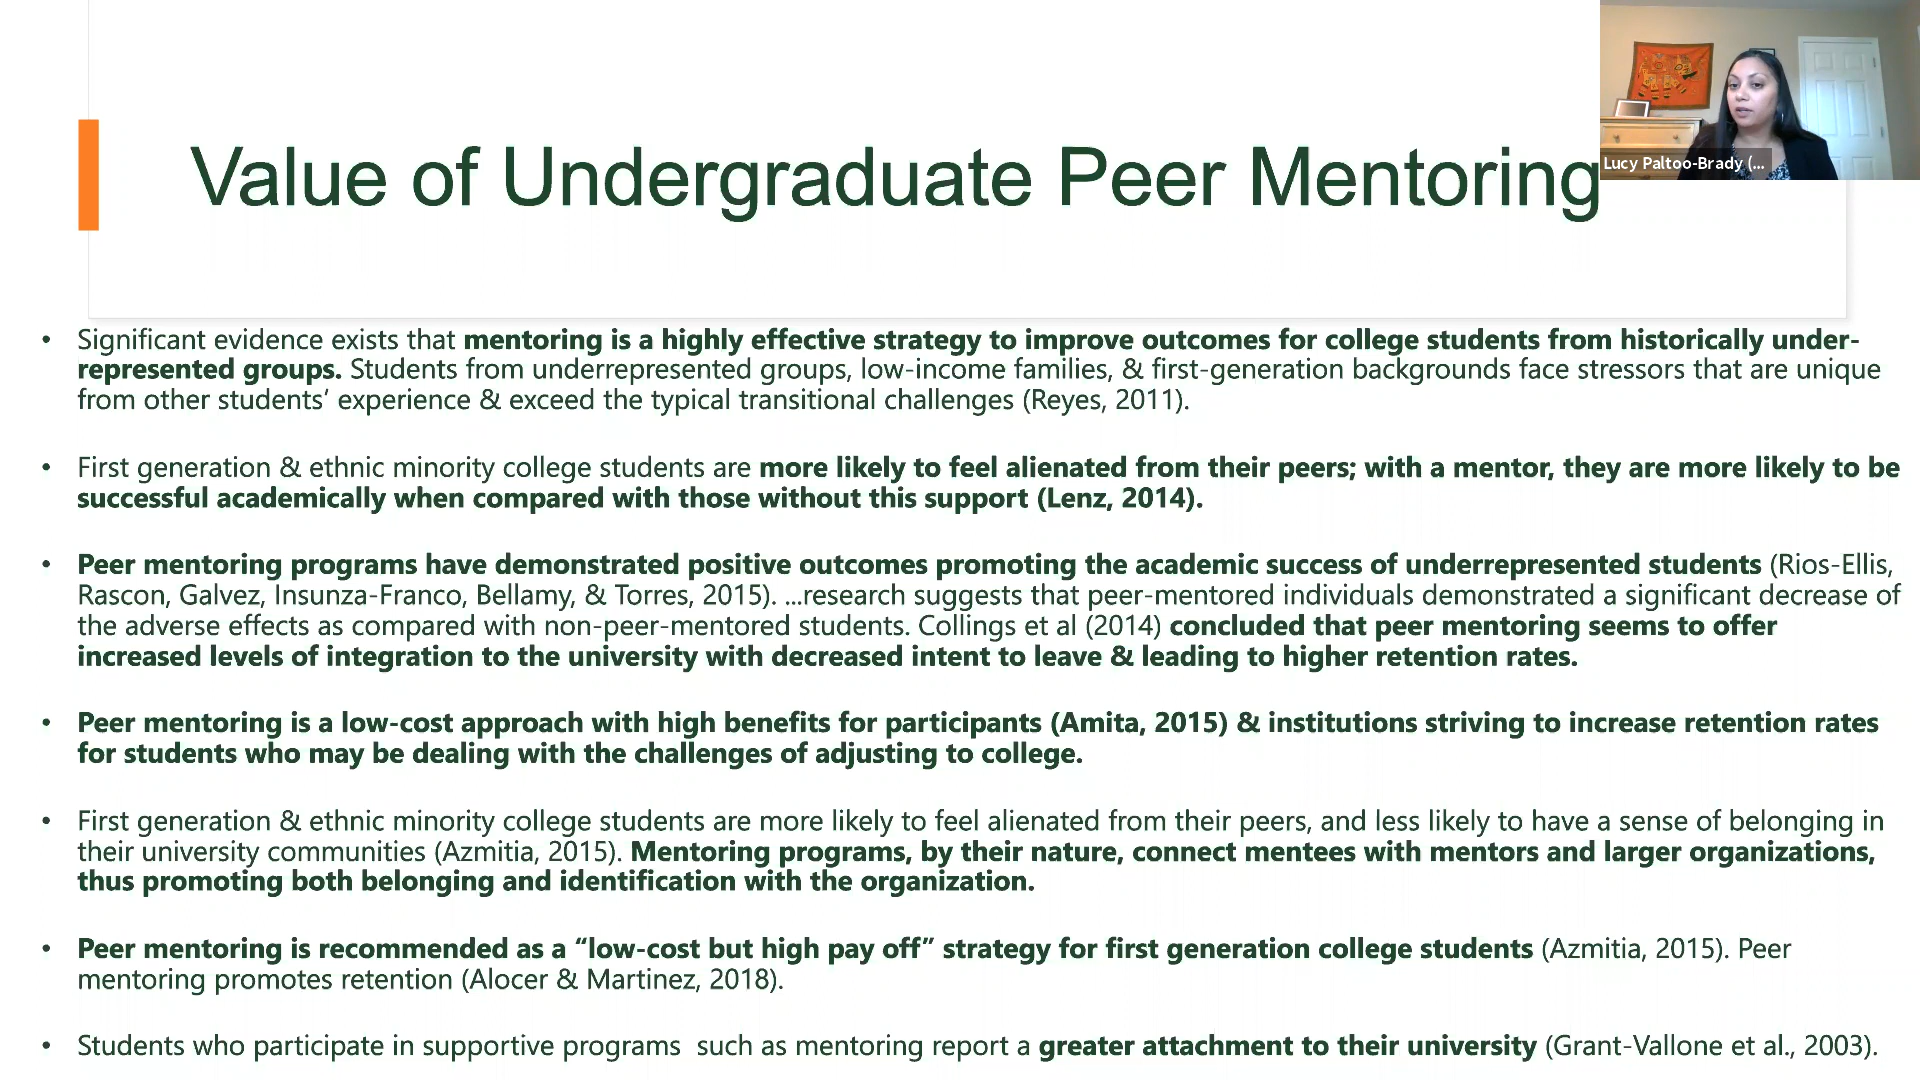 Value of Undergraduate Peer Mentoring
Lucy Paltoo-Brady (...
• Significant evidence exists that mentoring is a highly effective strategy to improve outcomes for college students from historically under-
represented groups. Students from underrepresented groups, low-income families, & first-generation backgrounds face stressors that are unique
from other students’ experience & exceed the typical transitional challenges (Reyes, 2011).
• First generation & ethnic minority college students are more likely to feel alienated from their peers; with a mentor, they are more likely to be
successful academically when compared with those without this support (Lenz, 2014).
• Peer mentoring programs have demonstrated positive outcomes promoting the academic success of underrepresented students (Rios-Ellis,
Rascon, Galvez, Insunza-Franco, Bellamy, & Torres, 2015). ...research suggests that peer-mentored individuals demonstrated a significant decrease of
the adverse effects as compared with non-peer-mentored students. Collings et al (2014) concluded that peer mentoring seems to offer
increased levels of integration to the university with decreased intent to leave & leading to higher retention rates.
• Peer mentoring is a low-cost approach with high benefits for participants (Amita, 2015) & institutions striving to increase retention rates
for students who may be dealing with the challenges of adjusting to college.
• First generation & ethnic minority college students are more likely to feel alienated from their peers, and less likely to have a sense of belonging in
their university communities (Azmitia, 2015). Mentoring programs, by their nature, connect mentees with mentors and larger organizations,
thus promoting both belonging and identification with the organization.
• Peer mentoring is recommended as a “low-cost but high pay off” strategy for first generation college students (Azmitia, 2015). Peer
mentoring promotes retention (Alocer & Martinez, 2018).
• Students who participate in supportive programs  such as mentoring report a greater attachment to their university (Grant-Vallone et al., 2003).